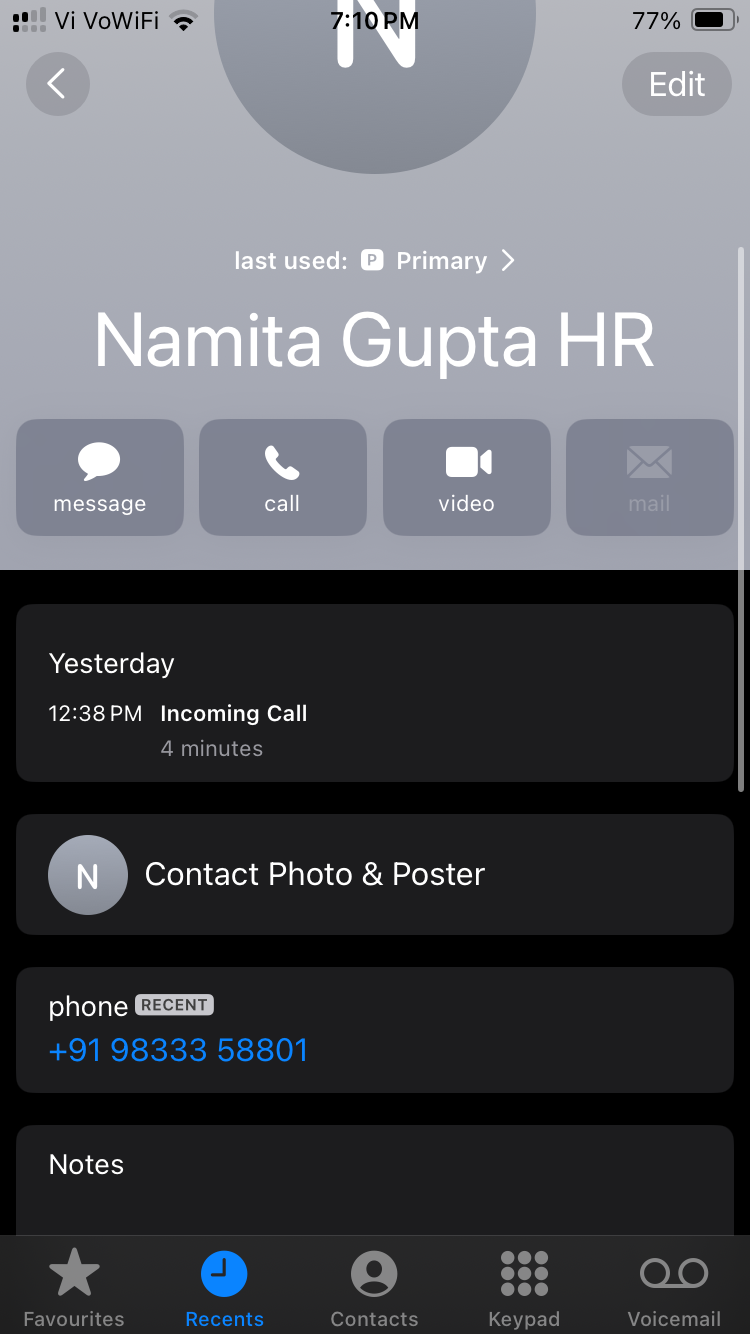 Vi VoWiFi 7:10 PM 77%
N
Edit
last used: P Primary
Namita Gupta HR
message call video mail
Yesterday
12:38 PM Incoming Call
4 minutes
N Contact Photo & Poster
phone RECENT
+91 98333 58801
Notes
Favourites Recents Contacts Keypad Voicemail